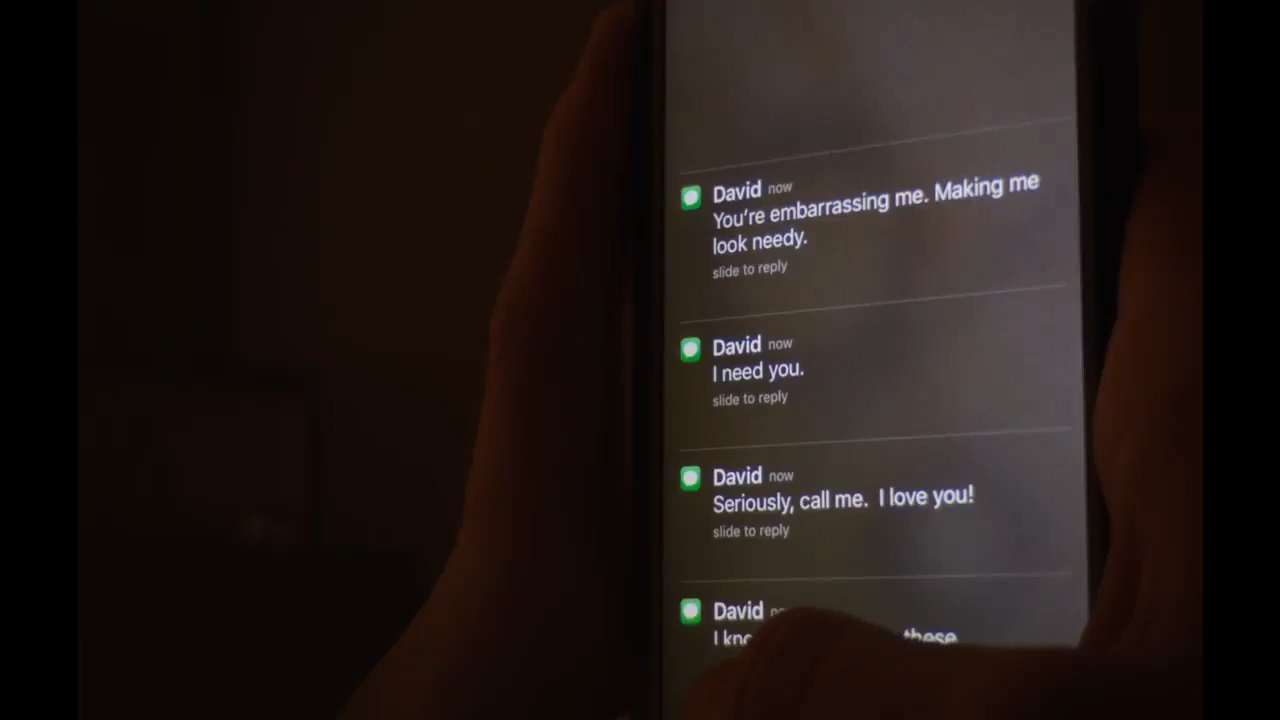 David now
You're embarrassing me. Making me
look needy.
slide to reply
David now
I need you.
slide to reply
David now
Seriously, call me.  I love you!
slide to reply
David
I these